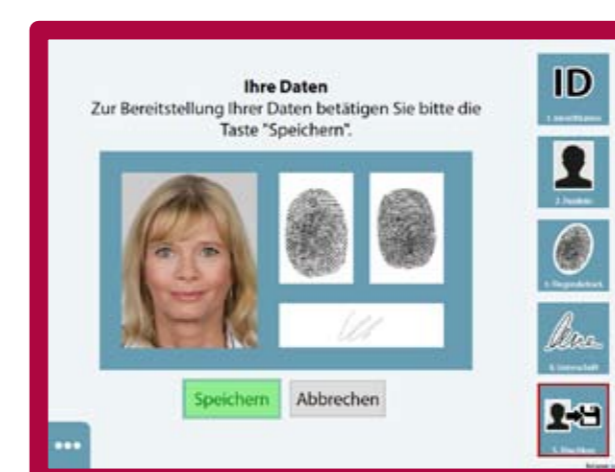 Ihre Daten
Zur Bereitstellung Ihrer Daten betätigen Sie bitte die
Taste "Speichern".
Speichern
Abbrechen
ID